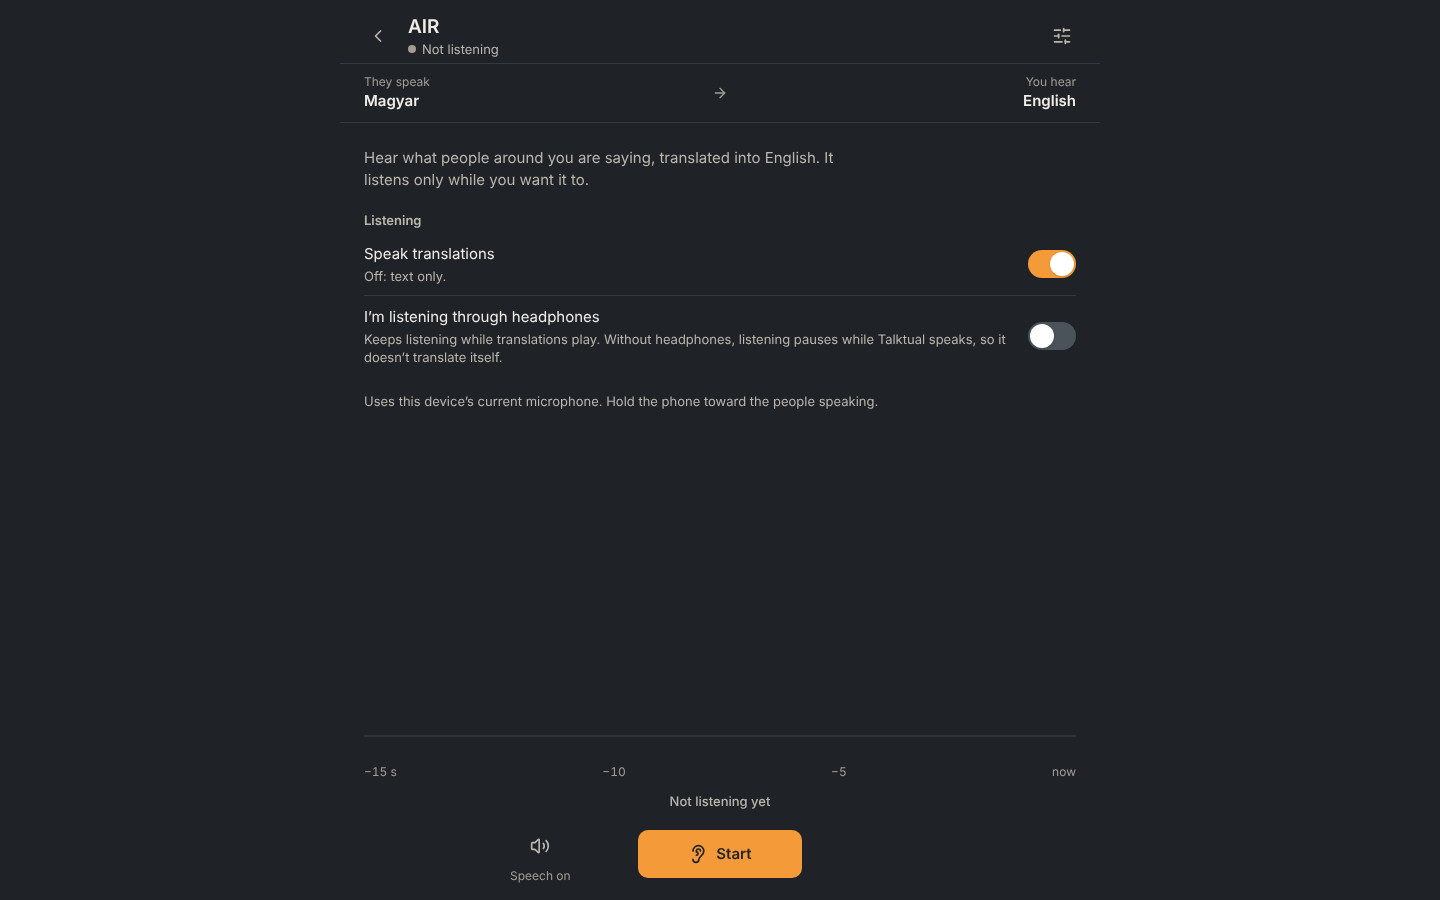 AIR
Not listening
They speak
Magyar
You hear
English
Hear what people around you are saying, translated into English. It
listens only while you want it to.
Listening
Speak translations
Off: text only.
I’m listening through headphones
Keeps listening while translations play. Without headphones, listening pauses while Talktual speaks, so it
doesn’t translate itself.
Uses this device’s current microphone. Hold the phone toward the people speaking.
−15 s
−10
−5
now
Not listening yet
Speech on
Start